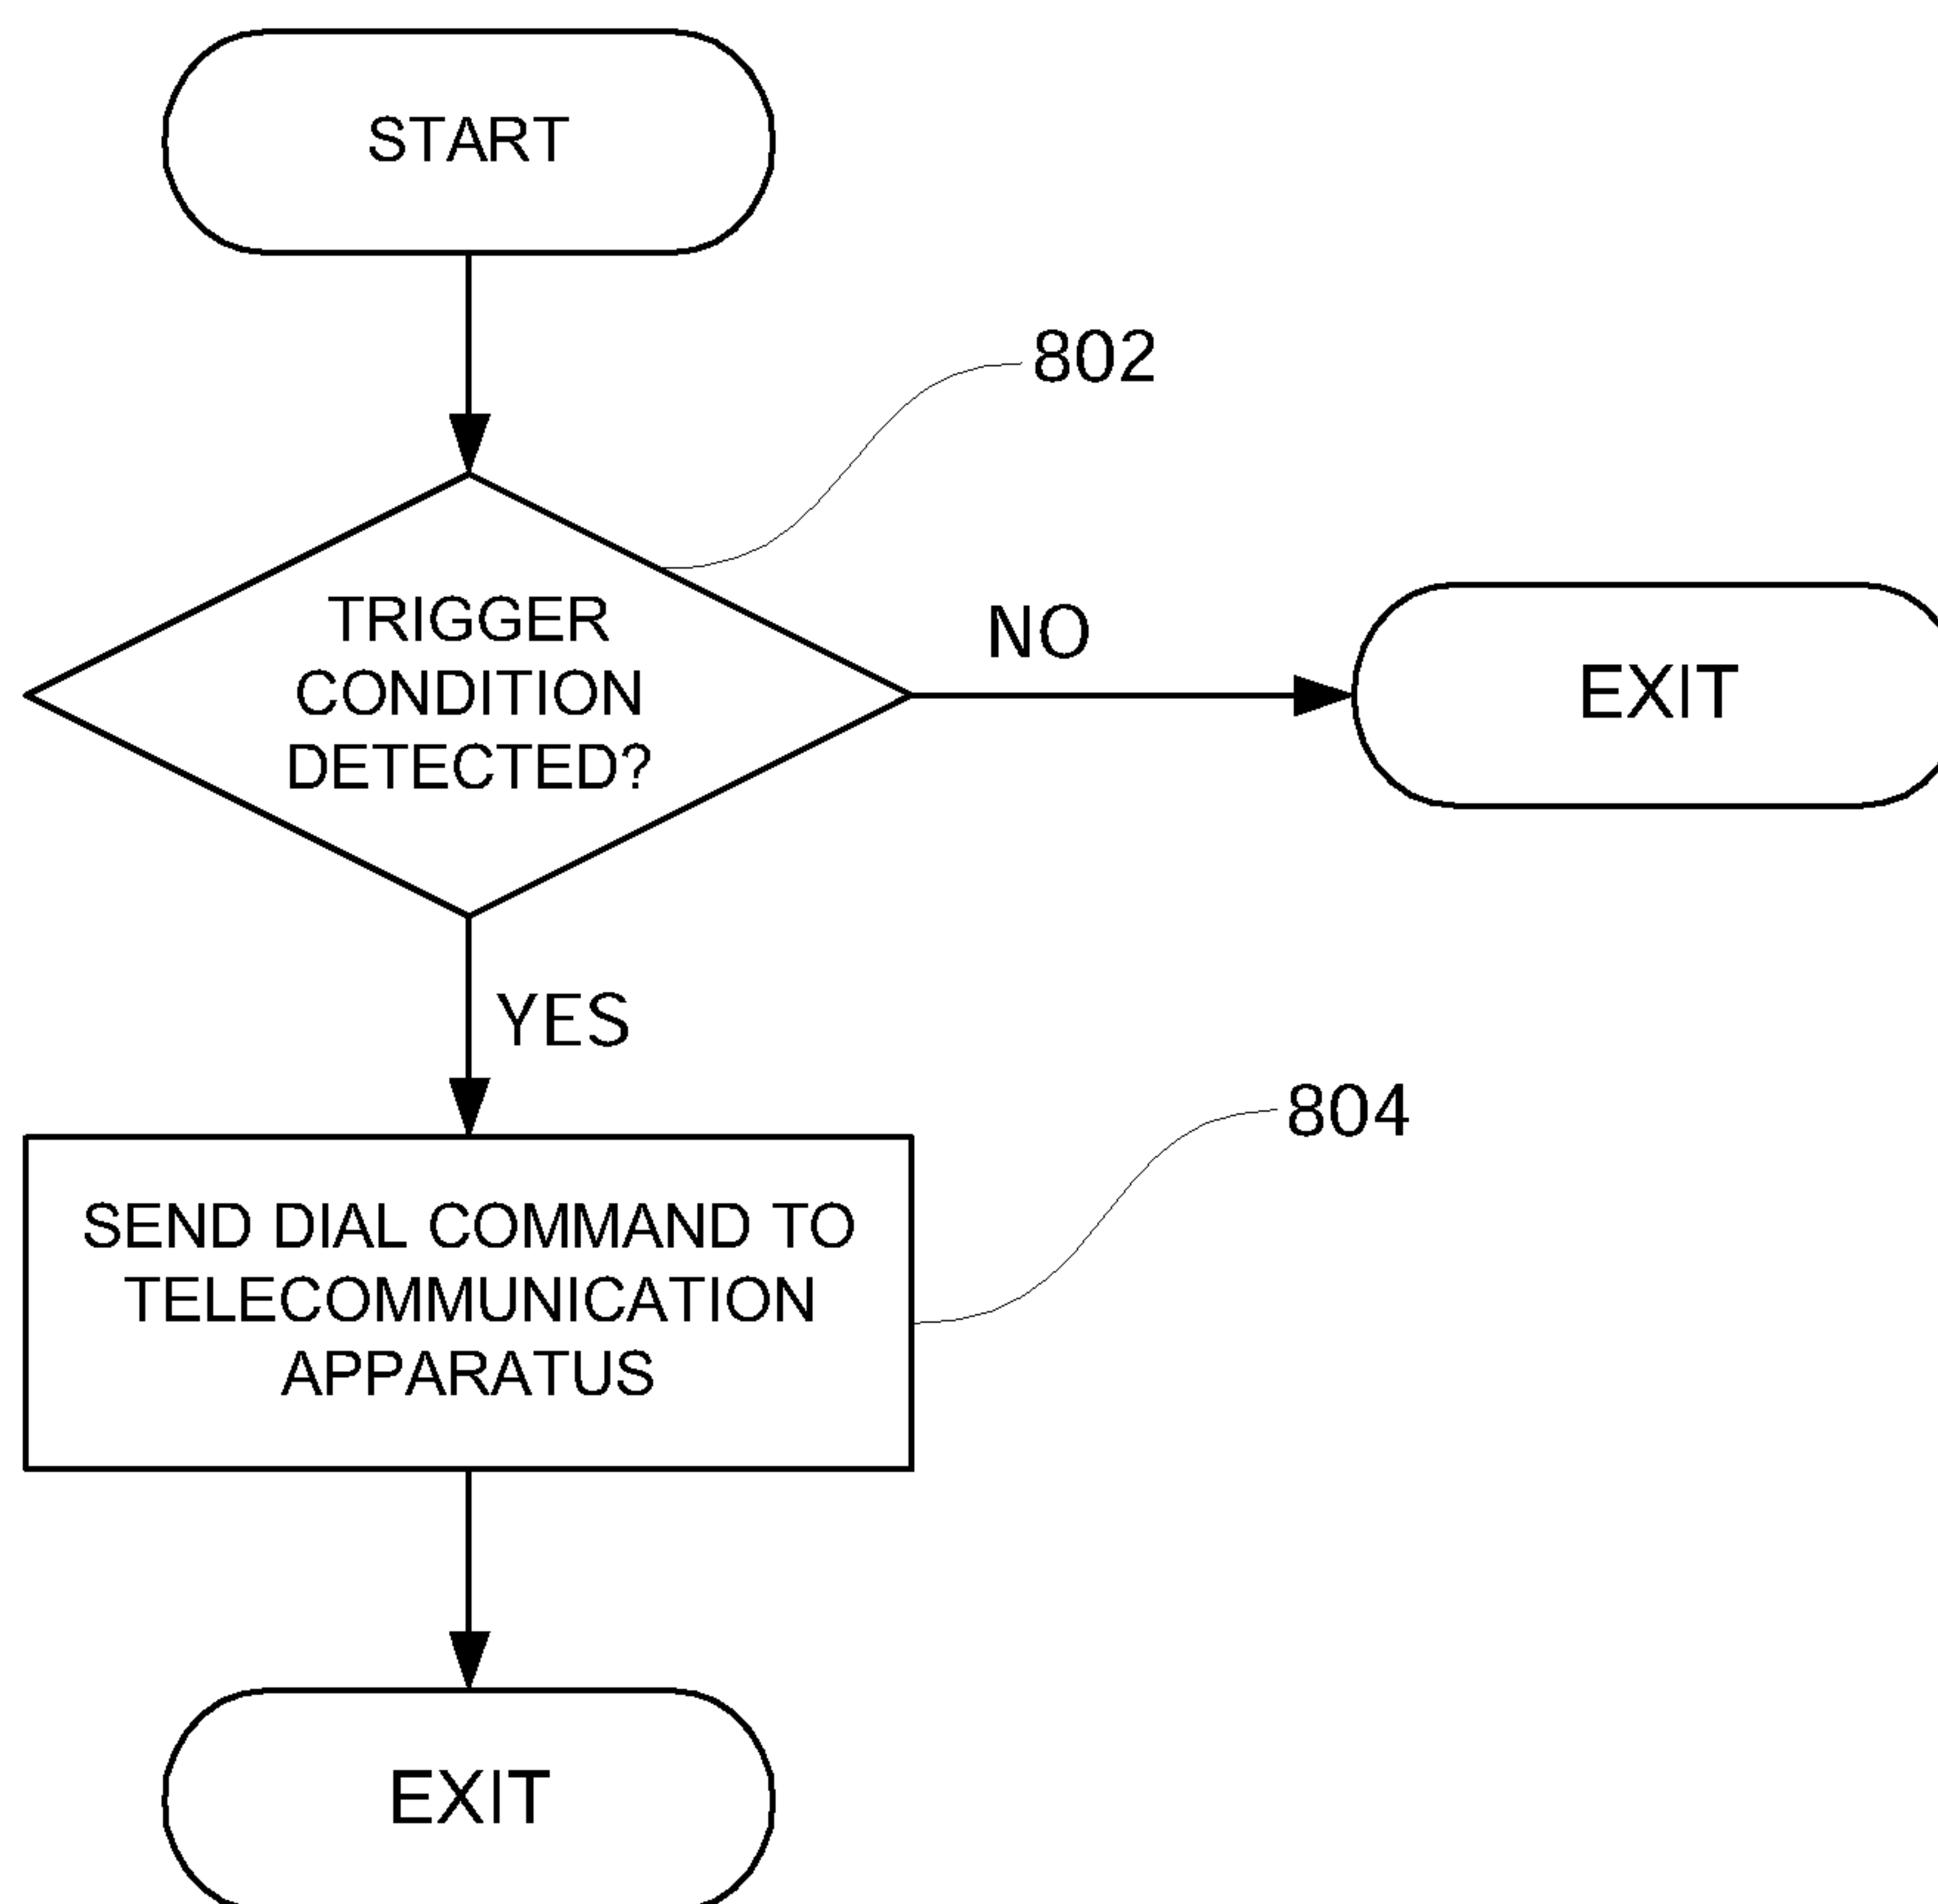 START
802
TRIGGER
CONDITION
DETECTED?
NO
EXIT
YES
804
SEND DIAL COMMAND TO
TELECOMMUNICATION
APPARATUS
EXIT